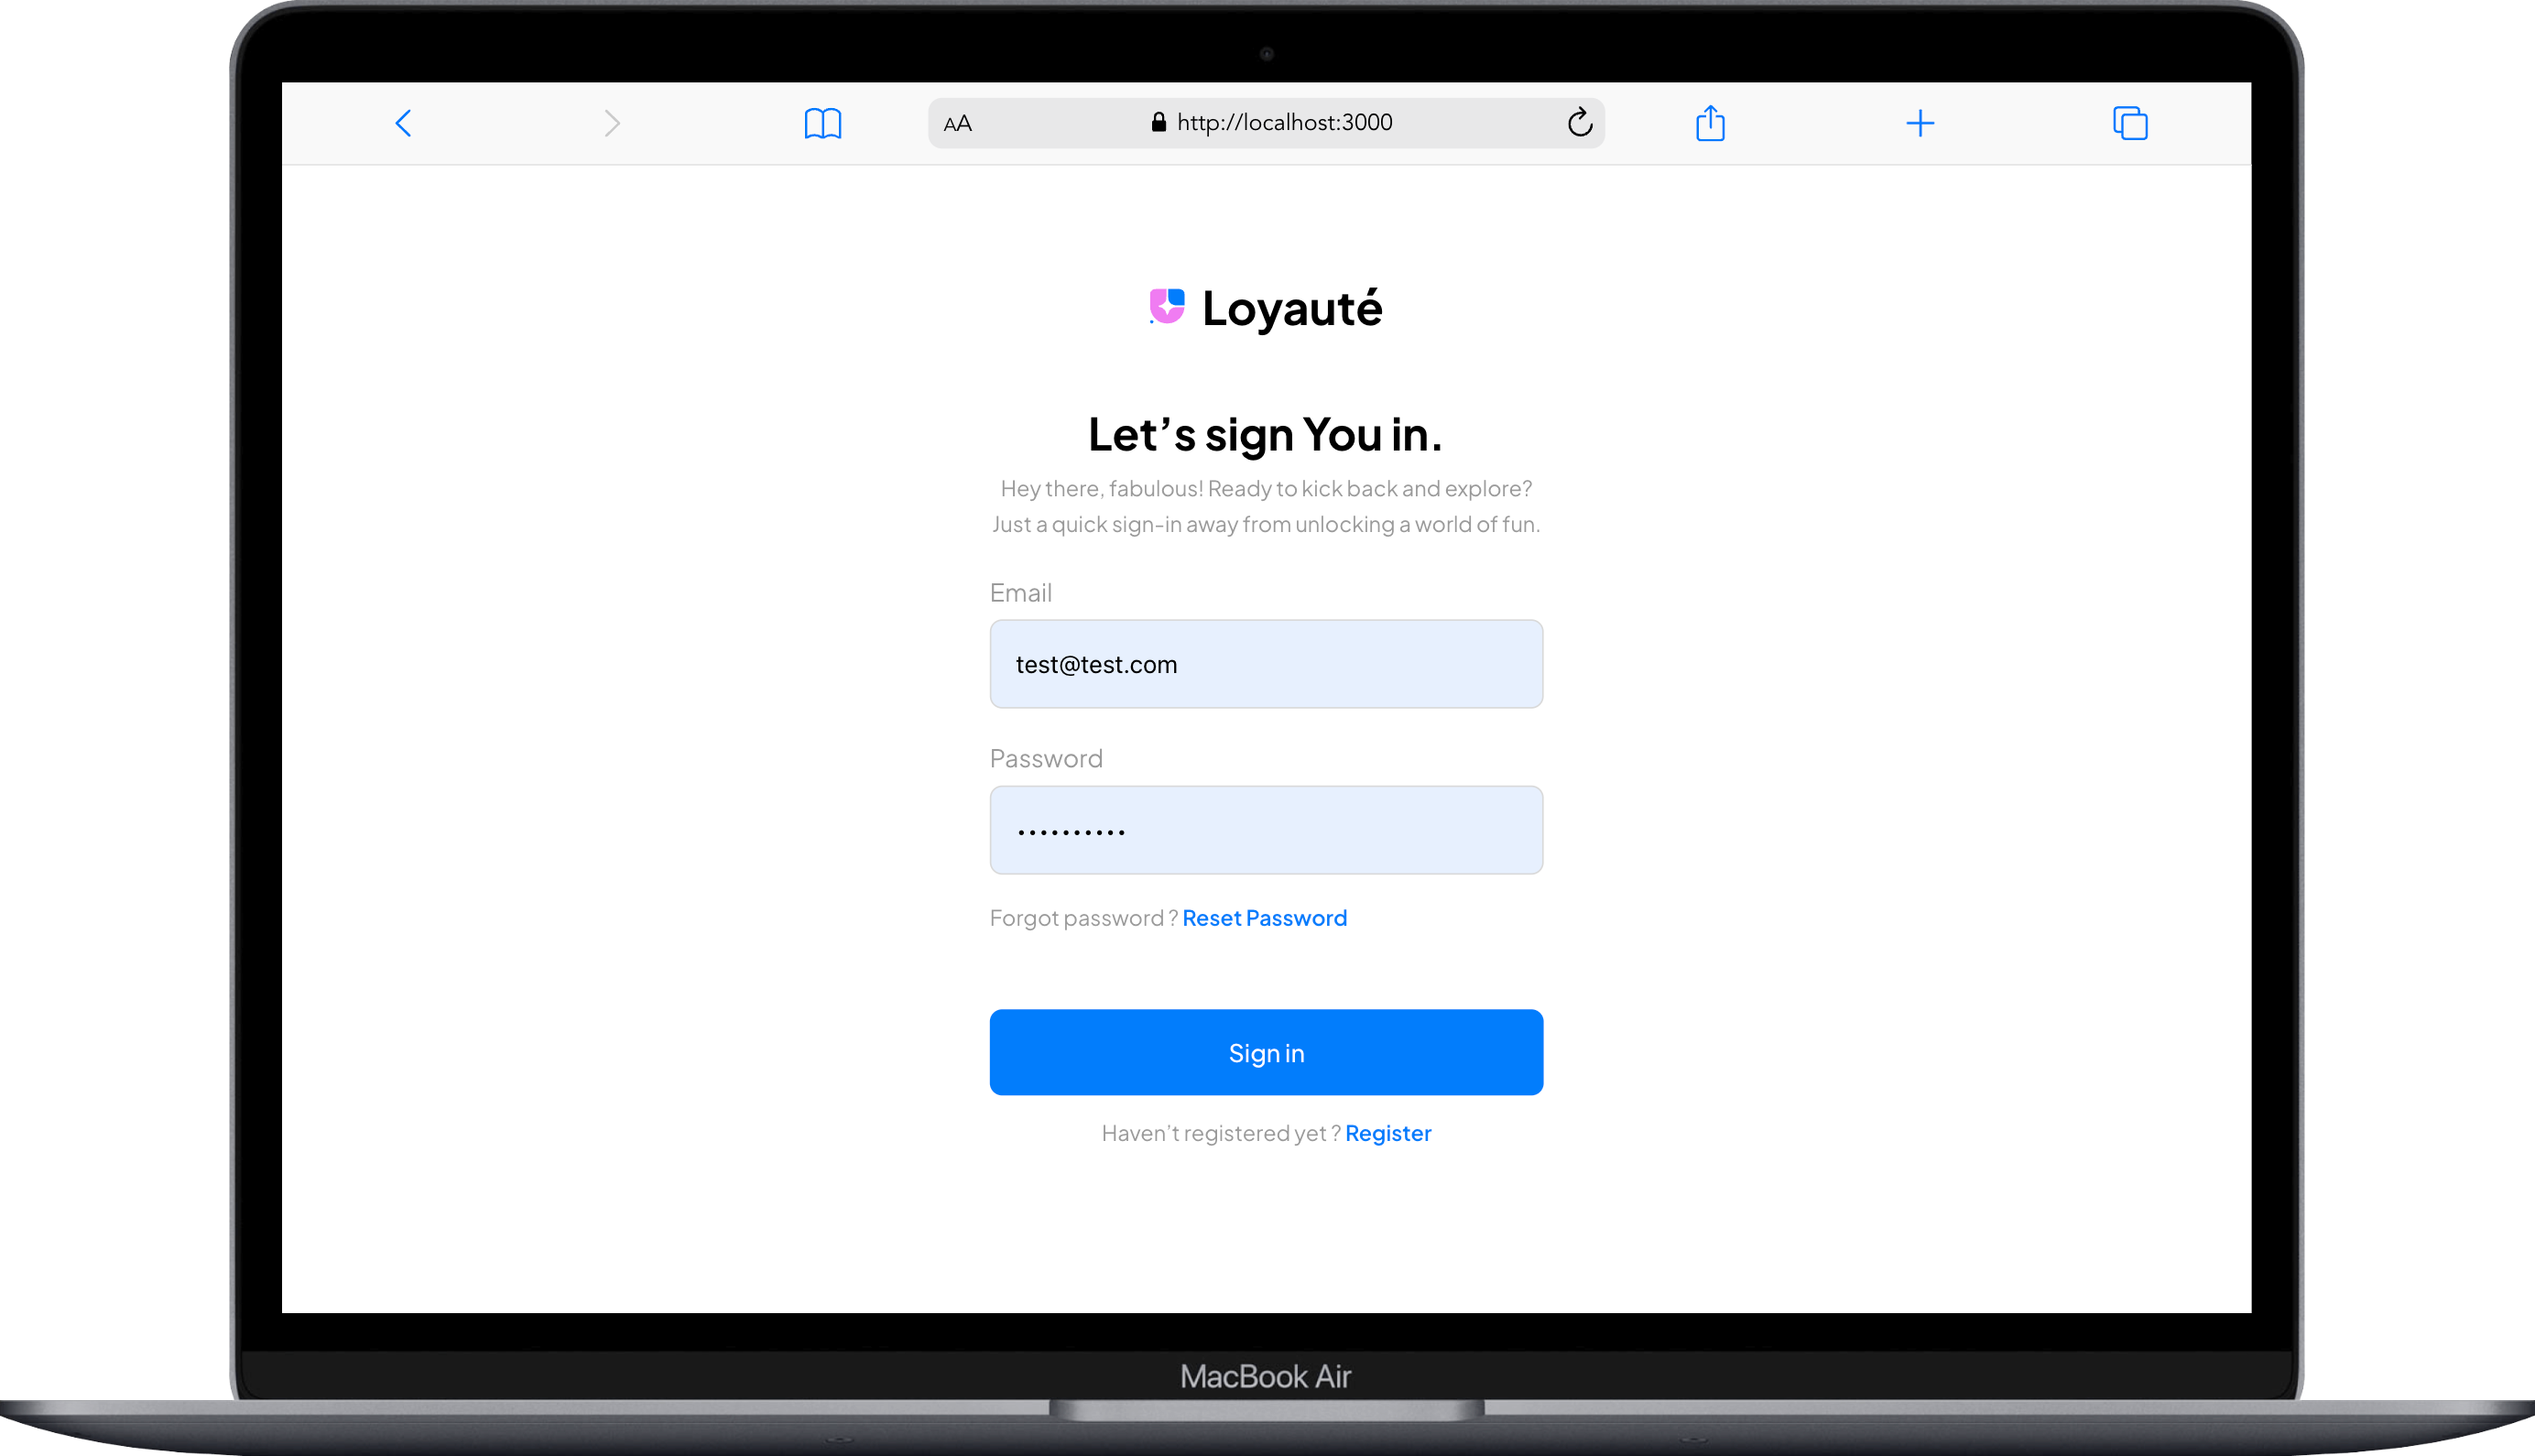 AA http://localhost:3000
Loyauté
Let’s sign You in.
Hey there, fabulous! Ready to kick back and explore?
Just a quick sign-in away from unlocking a world of fun.
Email
test@test.com
Password
••••••••••
Forgot password ? Reset Password
Sign in
Haven’t registered yet ? Register
MacBook Air